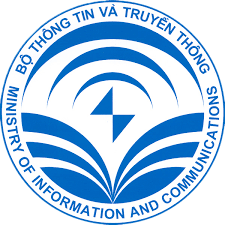 BỘ THÔNG TIN VÀ TRUYỀN THÔNG
MINISTRY OF INFORMATION AND COMMUNICATIONS